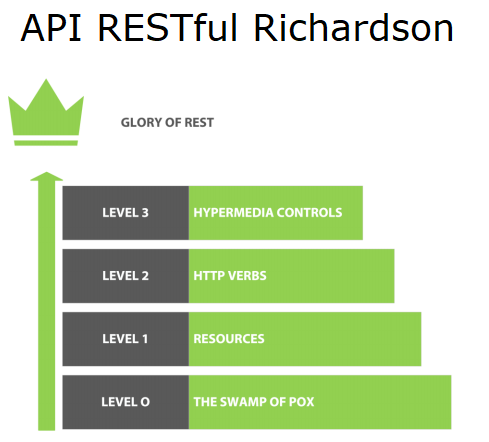 API RESTful Richardson
GLORY OF REST
LEVEL 3 HYPERMEDIA CONTROLS
LEVEL 2 HTTP VERBS
LEVEL 1 RESOURCES
LEVEL O THE SWAMP OF POX